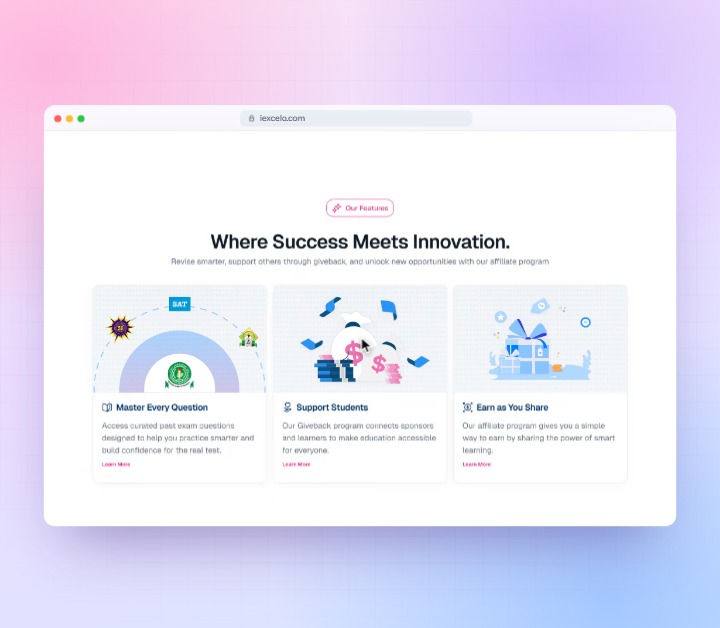 iexcelo.com
Our Features
Where Success Meets Innovation.
Revise smarter, support others through giveback, and unlock new opportunities with our affiliate program
SAT
$
$
Master Every Question
Access curated past exam questions
designed to help you practice smarter and
build confidence for the real test.
Learn More
Support Students
Our Giveback program connects sponsors
and learners to make education accessible
for everyone.
Learn More
Earn as You Share
Our affiliate program gives you a simple
way to earn by sharing the power of smart
learning.
Learn More